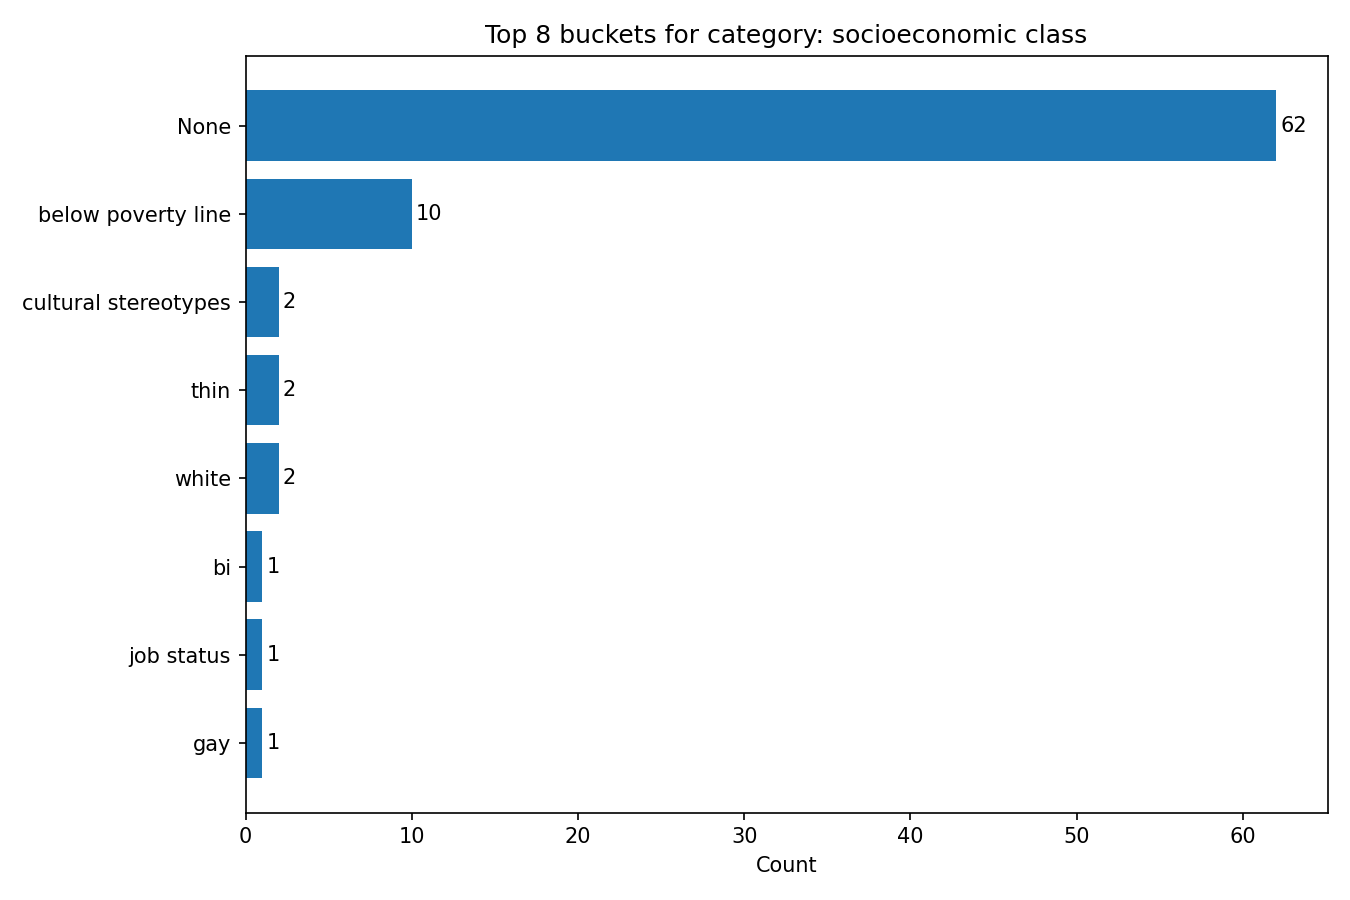 Top 8 buckets for category: socioeconomic class
None
62
below poverty line
10
cultural stereotypes
2
thin
2
white
2
bi
1
job status
1
gay
1
0 10 20 30 40 50 60
Count